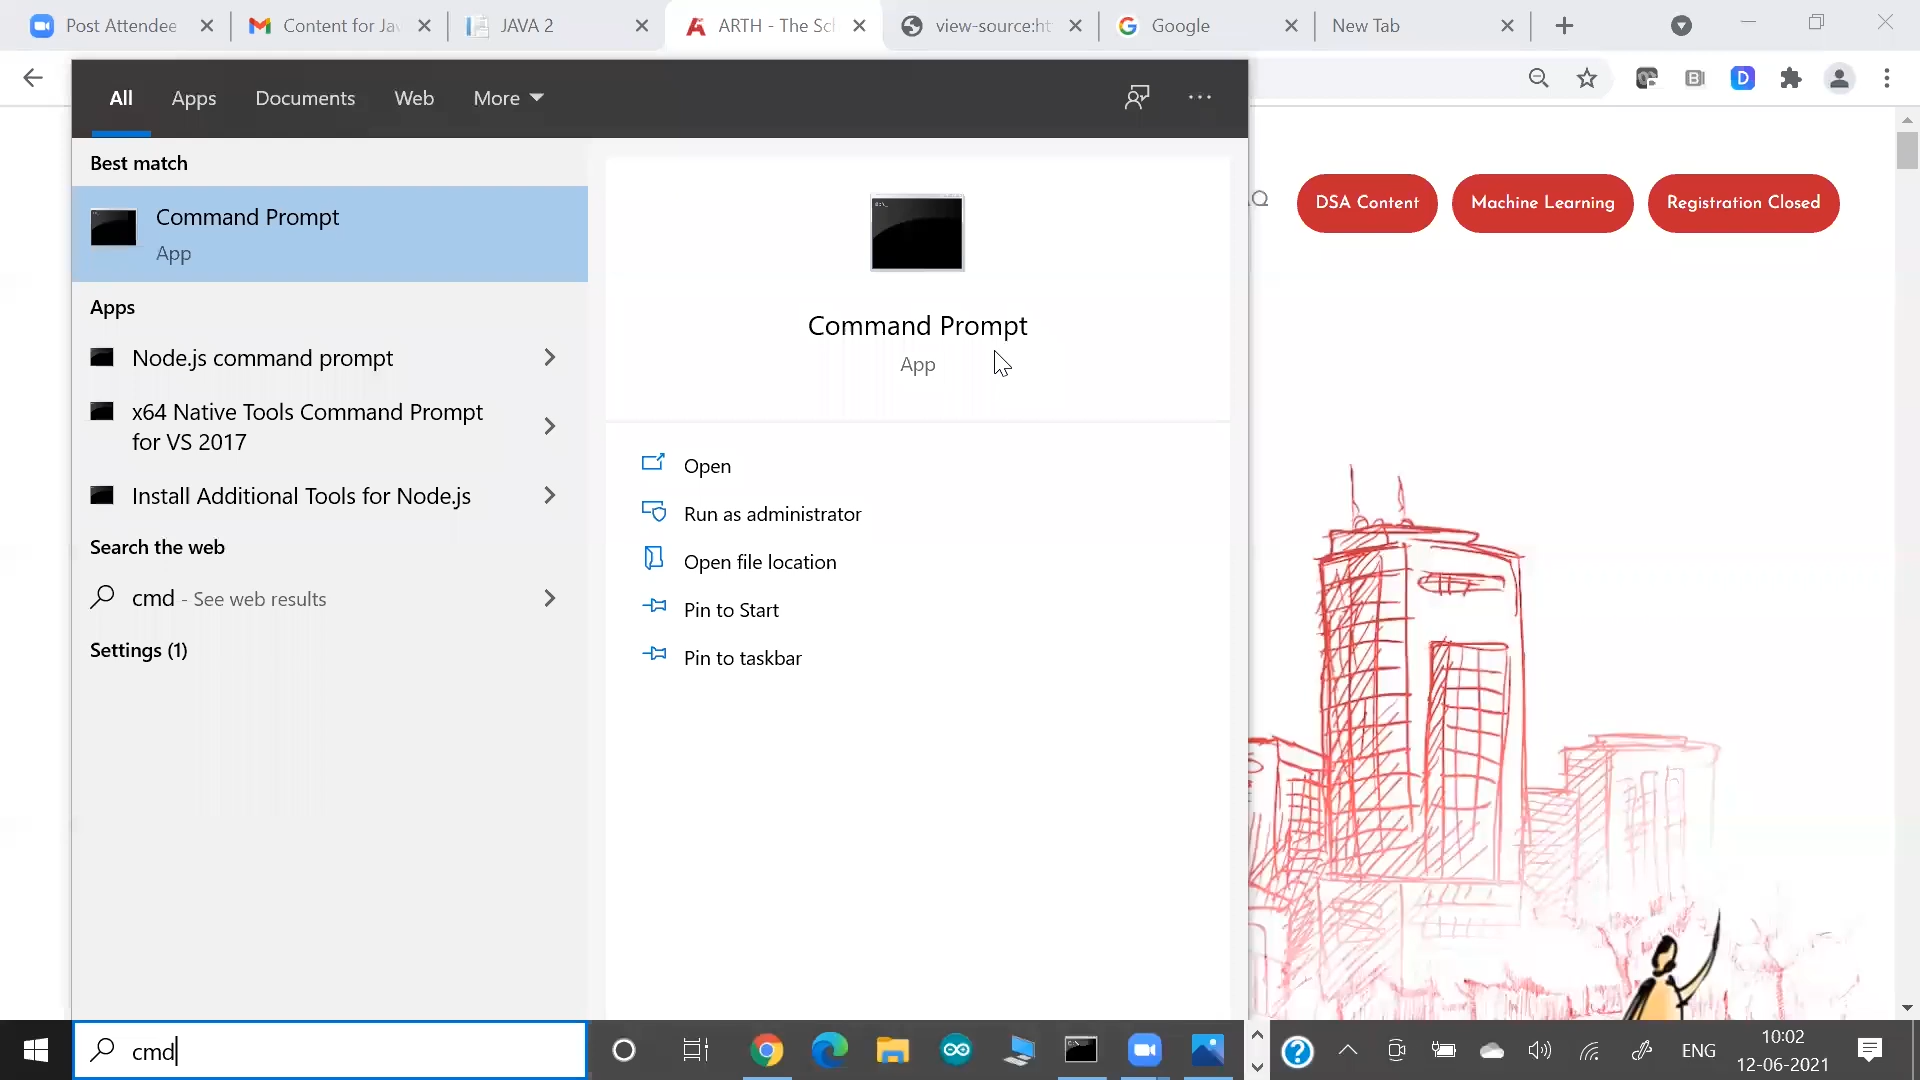 Post Attendee
Content for Ja
JAVA 2
ARTH - The Sch
view-source:ht
Google
New Tab
All
Apps
Documents
Web
More
Best match
Command Prompt
App
Apps
Node.js command prompt
x64 Native Tools Command Prompt
for VS 2017
Install Additional Tools for Node.js
Search the web
cmd - See web results
Settings (1)
Command Prompt
App
Open
Run as administrator
Open file location
Pin to Start
Pin to taskbar
DSA Content
Machine Learning
Registration Closed
cmd
ENG
10:02
12-06-2021